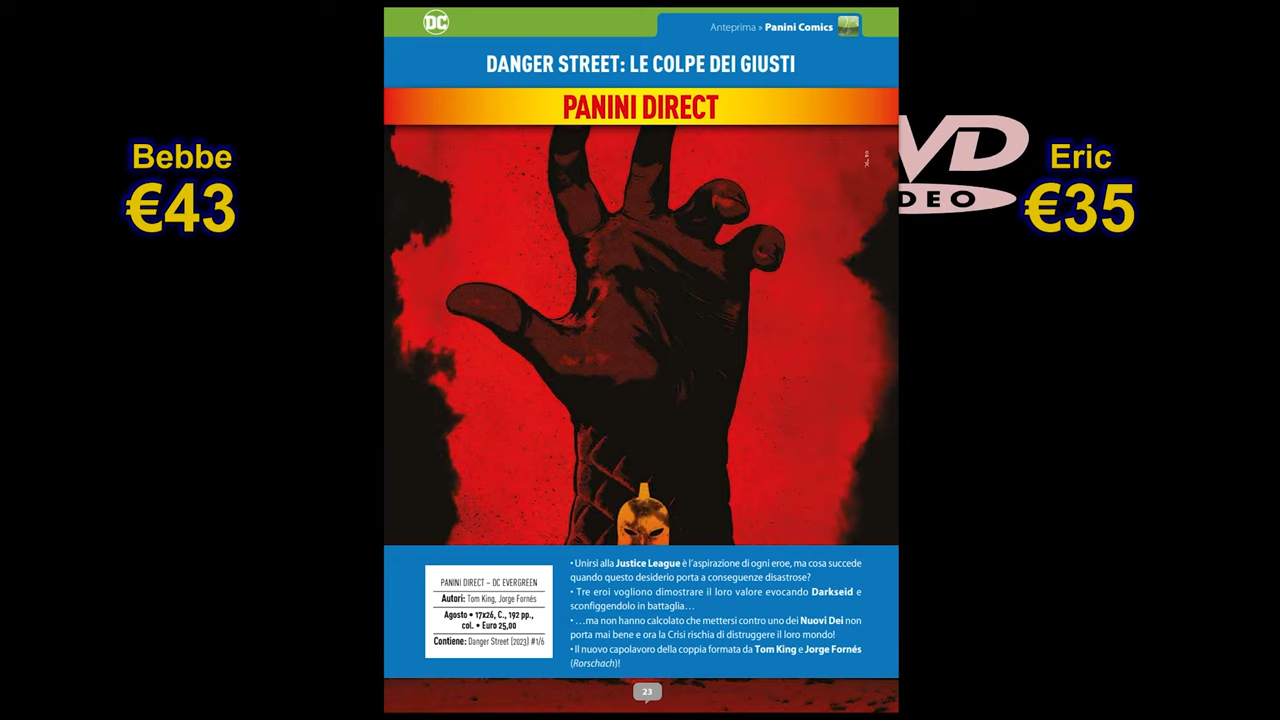 DC
Anteprima » Panini Comics
DANGER STREET: LE COLPE DEI GIUSTI
PANINI DIRECT
Bebbe
€43
VD
DEO
Eric
€35
PANINI DIRECT – DC EVERGREEN
Autori: Tom King, Jorge Fornés
Agosto • 17x26, C., 192 pp.,
col. • Euro 25,00
Contiene: Danger Street (2023) #1/6
• Unirsi alla Justice League è l'aspirazione di ogni eroe, ma cosa succede
quando questo desiderio porta a conseguenze disastrose?
• Tre eroi vogliono dimostrare il loro valore evocando Darkseid e
sconfiggendolo in battaglia…
• …ma non hanno calcolato che mettersi contro uno dei Nuovi Dei non
porta mai bene e ora la Crisi rischia di distruggere il loro mondo!
• Il nuovo capolavoro della coppia formata da Tom King e Jorge Fornés
(Rorschach)!
23